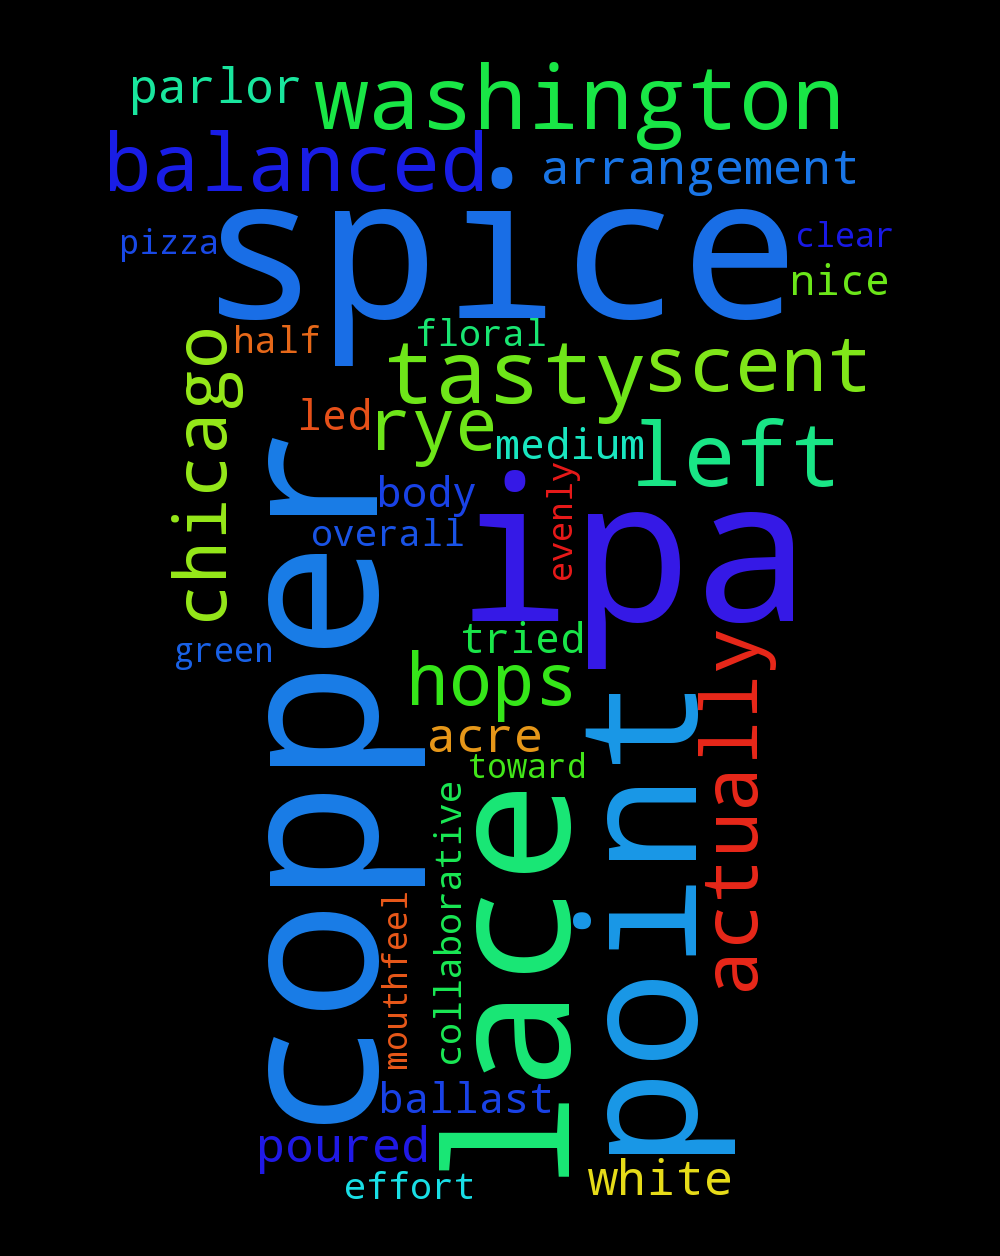 parlor
washington
balanced
arrangement
spice
pizza
clear
nice
half
floral
chicago
tasty
scent
led
rye
medium
left
copper
body
evenly
overall
ipa
green
tried
hops
actually
acre
point
toward
lace
collaborative
mouthfeel
ballast
poured
white
effort